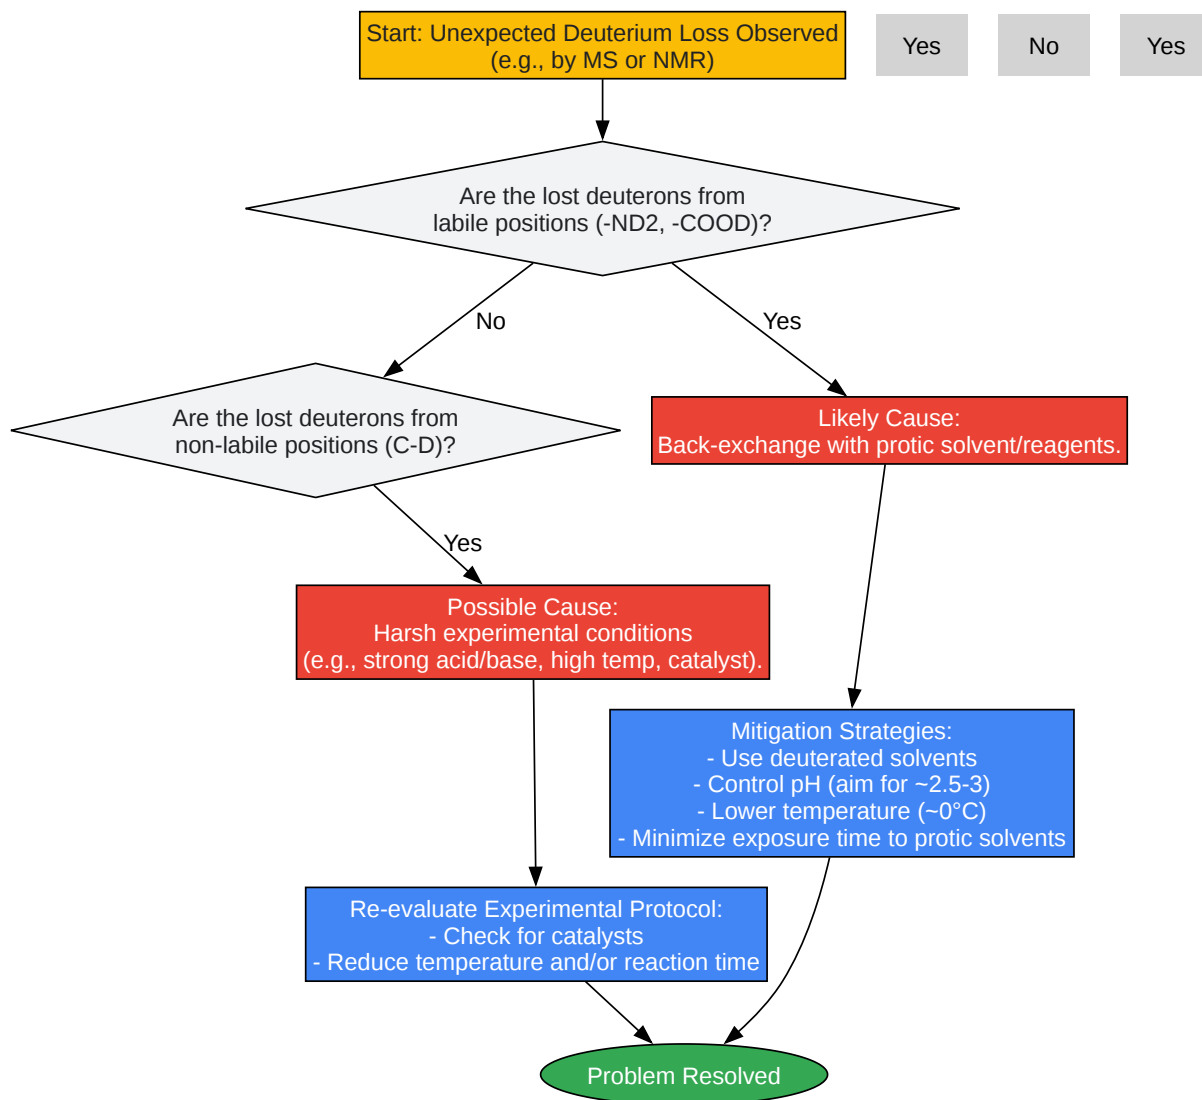 Start: Unexpected Deuterium Loss Observed
(e.g., by MS or NMR)
Yes
No
Yes
Are the lost deuterons from
labile positions (-ND2, -COOD)?
No
Yes
Are the lost deuterons from
non-labile positions (C-D)?
Likely Cause:
Back-exchange with protic solvent/reagents.
Yes
Possible Cause:
Harsh experimental conditions
(e.g., strong acid/base, high temp, catalyst).
Mitigation Strategies:
- Use deuterated solvents
- Control pH (aim for ~2.5-3)
- Lower temperature (~0°C)
- Minimize exposure time to protic solvents
Re-evaluate Experimental Protocol:
- Check for catalysts
- Reduce temperature and/or reaction time
Problem Resolved